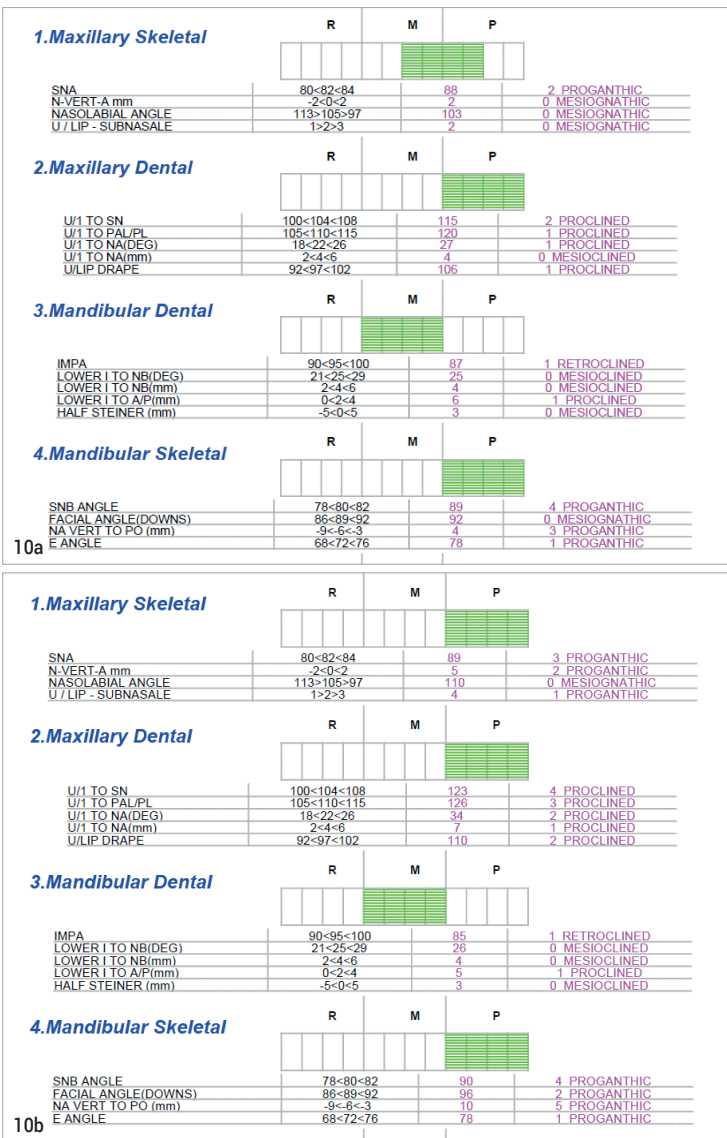 R M P
1.Maxillary Skeletal
SNA 80<82<84 88 2 PROGANTHIC
N-VERT-A mm -2<0<2 2 0 MESIOGNATHIC
NASOLABIAL ANGLE 113>105>97 103 0 MESIOGNATHIC
U / LIP - SUBNASALE 1>2>3 2 0 MESIOGNATHIC
R M P
2.Maxillary Dental
U/1 TO SN 100<104<108 115 2 PROCLINED
U/1 TO PAL/PL 105<110<115 120 1 PROCLINED
U/1 TO NA(DEG) 18<22<26 27 1 PROCLINED
U/1 TO NA(mm) 2<4<6 4 0 MESIOCLINED
U/LIP DRAPE 92<97<102 106 1 PROCLINED
R M P
3.Mandibular Dental
IMPA 90<95<100 87 1 RETROCLINED
LOWER I TO NB(DEG) 21<25<29 25 0 MESIOCLINED
LOWER I TO NB(mm) 2<4<6 4 0 MESIOCLINED
LOWER I TO A/P(mm) 0<2<4 6 1 PROCLINED
HALF STEINER (mm) -5<0<5 3 0 MESIOCLINED
R M P
4.Mandibular Skeletal
SNB ANGLE 78<80<82 89 4 PROGANTHIC
FACIAL ANGLE(DOWNS) 86<89<92 92 0 MESIOGNATHIC
NA VERT TO PO (mm) -9<-6<-3 4 3 PROGANTHIC
E ANGLE 68<72<76 78 1 PROGANTHIC
10a
R M P
1.Maxillary Skeletal
SNA 80<82<84 89 3 PROGANTHIC
N-VERT-A mm -2<0<2 5 2 PROGANTHIC
NASOLABIAL ANGLE 113>105>97 110 0 MESIOGNATHIC
U / LIP - SUBNASALE 1>2>3 4 1 PROGANTHIC
R M P
2.Maxillary Dental
U/1 TO SN 100<104<108 123 4 PROCLINED
U/1 TO PAL/PL 105<110<115 126 3 PROCLINED
U/1 TO NA(DEG) 18<22<26 34 2 PROCLINED
U/1 TO NA(mm) 2<4<6 7 1 PROCLINED
U/LIP DRAPE 92<97<102 110 2 PROCLINED
R M P
3.Mandibular Dental
IMPA 90<95<100 85 1 RETROCLINED
LOWER I TO NB(DEG) 21<25<29 26 0 MESIOCLINED
LOWER I TO NB(mm) 2<4<6 4 0 MESIOCLINED
LOWER I TO A/P(mm) 0<2<4 5 1 PROCLINED
HALF STEINER (mm) -5<0<5 3 0 MESIOCLINED
R M P
4.Mandibular Skeletal
SNB ANGLE 78<80<82 90 4 PROGANTHIC
FACIAL ANGLE(DOWNS) 86<89<92 96 2 PROGANTHIC
NA VERT TO PO (mm) -9<-6<-3 10 5 PROGANTHIC
E ANGLE 68<72<76 78 1 PROGANTHIC
10b